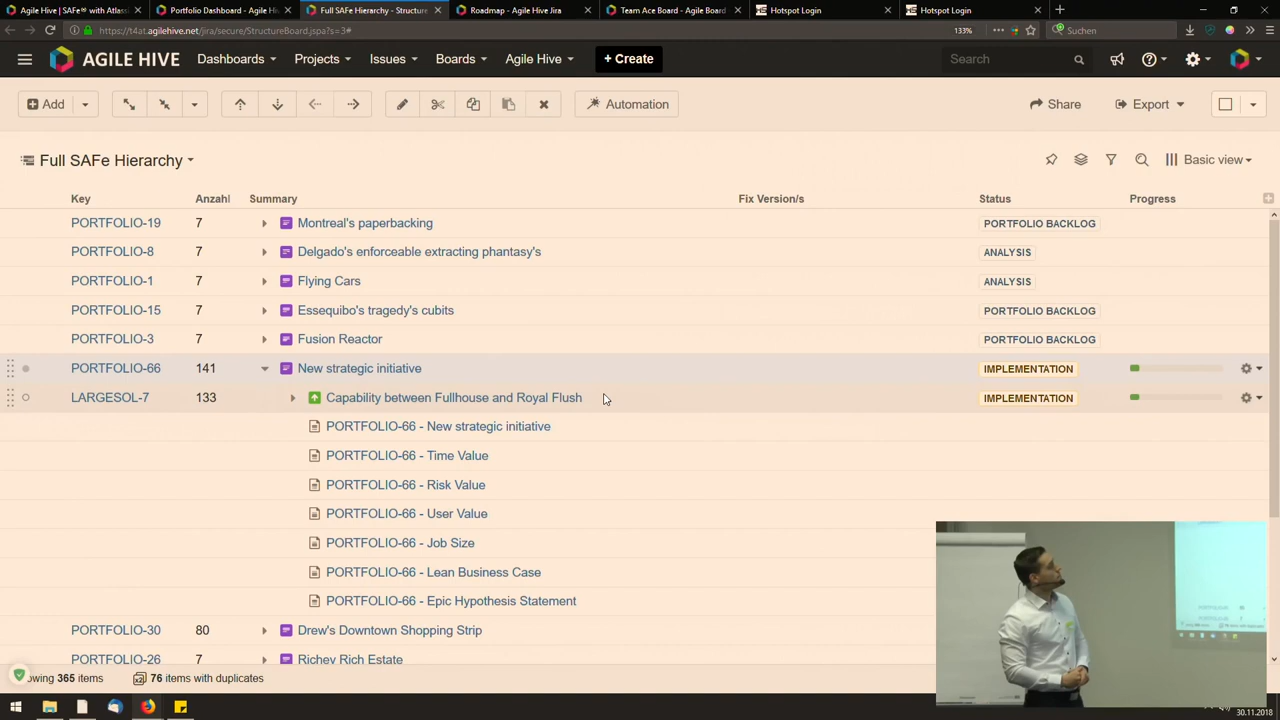 Agile Hive | SAFe® with Atlas
Portfolio Dashboard - Agile Hi
Full SAFe Hierarchy - Structure
Roadmap - Agile Hive Jira
Team Ace Board - Agile Board
Hotspot Login
Hotspot Login
https://t4at.agilehive.net/jira/secure/StructureBoard.jspa?s=3#
133%
Suchen
AGILE HIVE
Dashboards
Projects
Issues
Boards
Agile Hive
+ Create
Search
Add
Automation
Share
Export
Full SAFe Hierarchy
Basic view
Key Anzahl Summary Fix Version/s Status Progress
PORTFOLIO-19 7 Montreal's paperbacking PORTFOLIO BACKLOG
PORTFOLIO-8 7 Delgado's enforceable extracting phantasy's ANALYSIS
PORTFOLIO-1 7 Flying Cars ANALYSIS
PORTFOLIO-15 7 Essequibo's tragedy's cubits PORTFOLIO BACKLOG
PORTFOLIO-3 7 Fusion Reactor PORTFOLIO BACKLOG
PORTFOLIO-66 141 New strategic initiative IMPLEMENTATION
LARGESOL-7 133 Capability between Fullhouse and Royal Flush IMPLEMENTATION
PORTFOLIO-66 - New strategic initiative
PORTFOLIO-66 - Time Value
PORTFOLIO-66 - Risk Value
PORTFOLIO-66 - User Value
PORTFOLIO-66 - Job Size
PORTFOLIO-66 - Lean Business Case
PORTFOLIO-66 - Epic Hypothesis Statement
PORTFOLIO-30 80 Drew's Downtown Shopping Strip
PORTFOLIO-26 7 Richey Rich Estate
owing 365 items
76 items with duplicates
30.11.2018